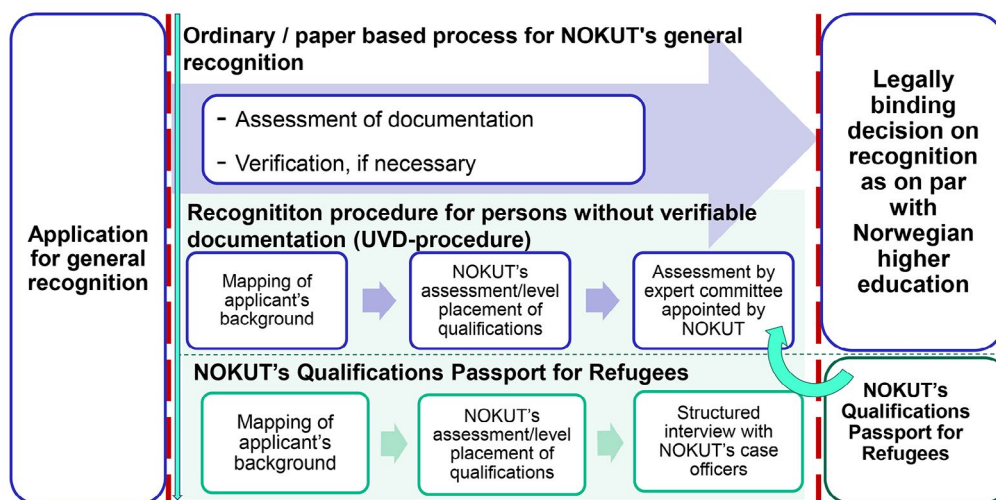 Application
for general
recognition
Ordinary / paper based process for NOKUT's general
recognition
- Assessment of documentation
- Verification, if necessary
Recognititon procedure for persons without verifiable
documentation (UVD-procedure)
Mapping of
applicant's
background
NOKUT's
assessment/level
placement of
qualifications
Assessment by
expert committee
appointed by
NOKUT
NOKUT's Qualifications Passport for Refugees
Mapping of
applicant's
background
NOKUT's
assessment/level
placement
of qualifications
Structured
interview with
NOKUT's case
officers
Legally
binding
decision on
recognition
as on par
with
Norwegian
higher
education
NOKUT's
Qualifications
Passport for
Refugees